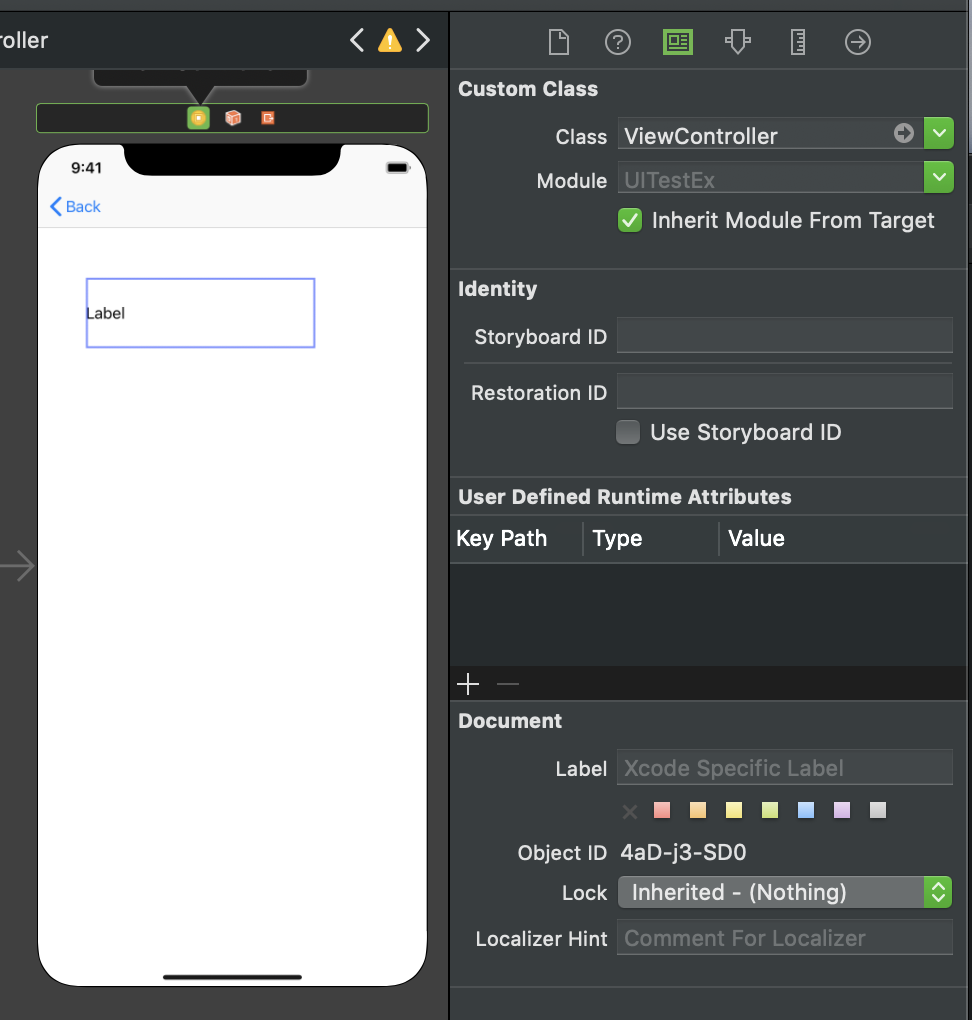 roller
9:41
Back
Label
Custom Class
Class ViewController
Module UITestEx
Inherit Module From Target
Identity
Storyboard ID
Restoration ID
Use Storyboard ID
User Defined Runtime Attributes
Key Path Type Value
Document
Label Xcode Specific Label
Object ID 4aD-j3-SD0
Lock Inherited - (Nothing)
Localizer Hint Comment For Localizer